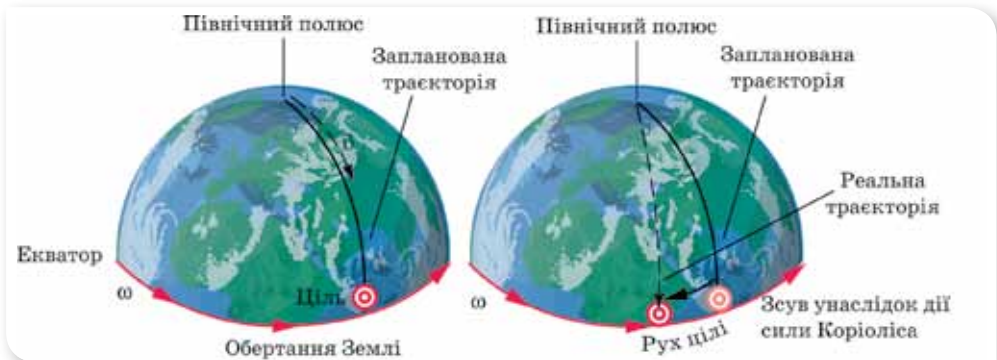 Північний полюс
Запланована
траєкторія
υ
Екватор
ω
Ціль
Обертання Землі
Північний полюс
Запланована
траєкторія
Реальна
траєкторія
ω
Рух цілі
Зсув унаслідок дії
сили Коріоліса